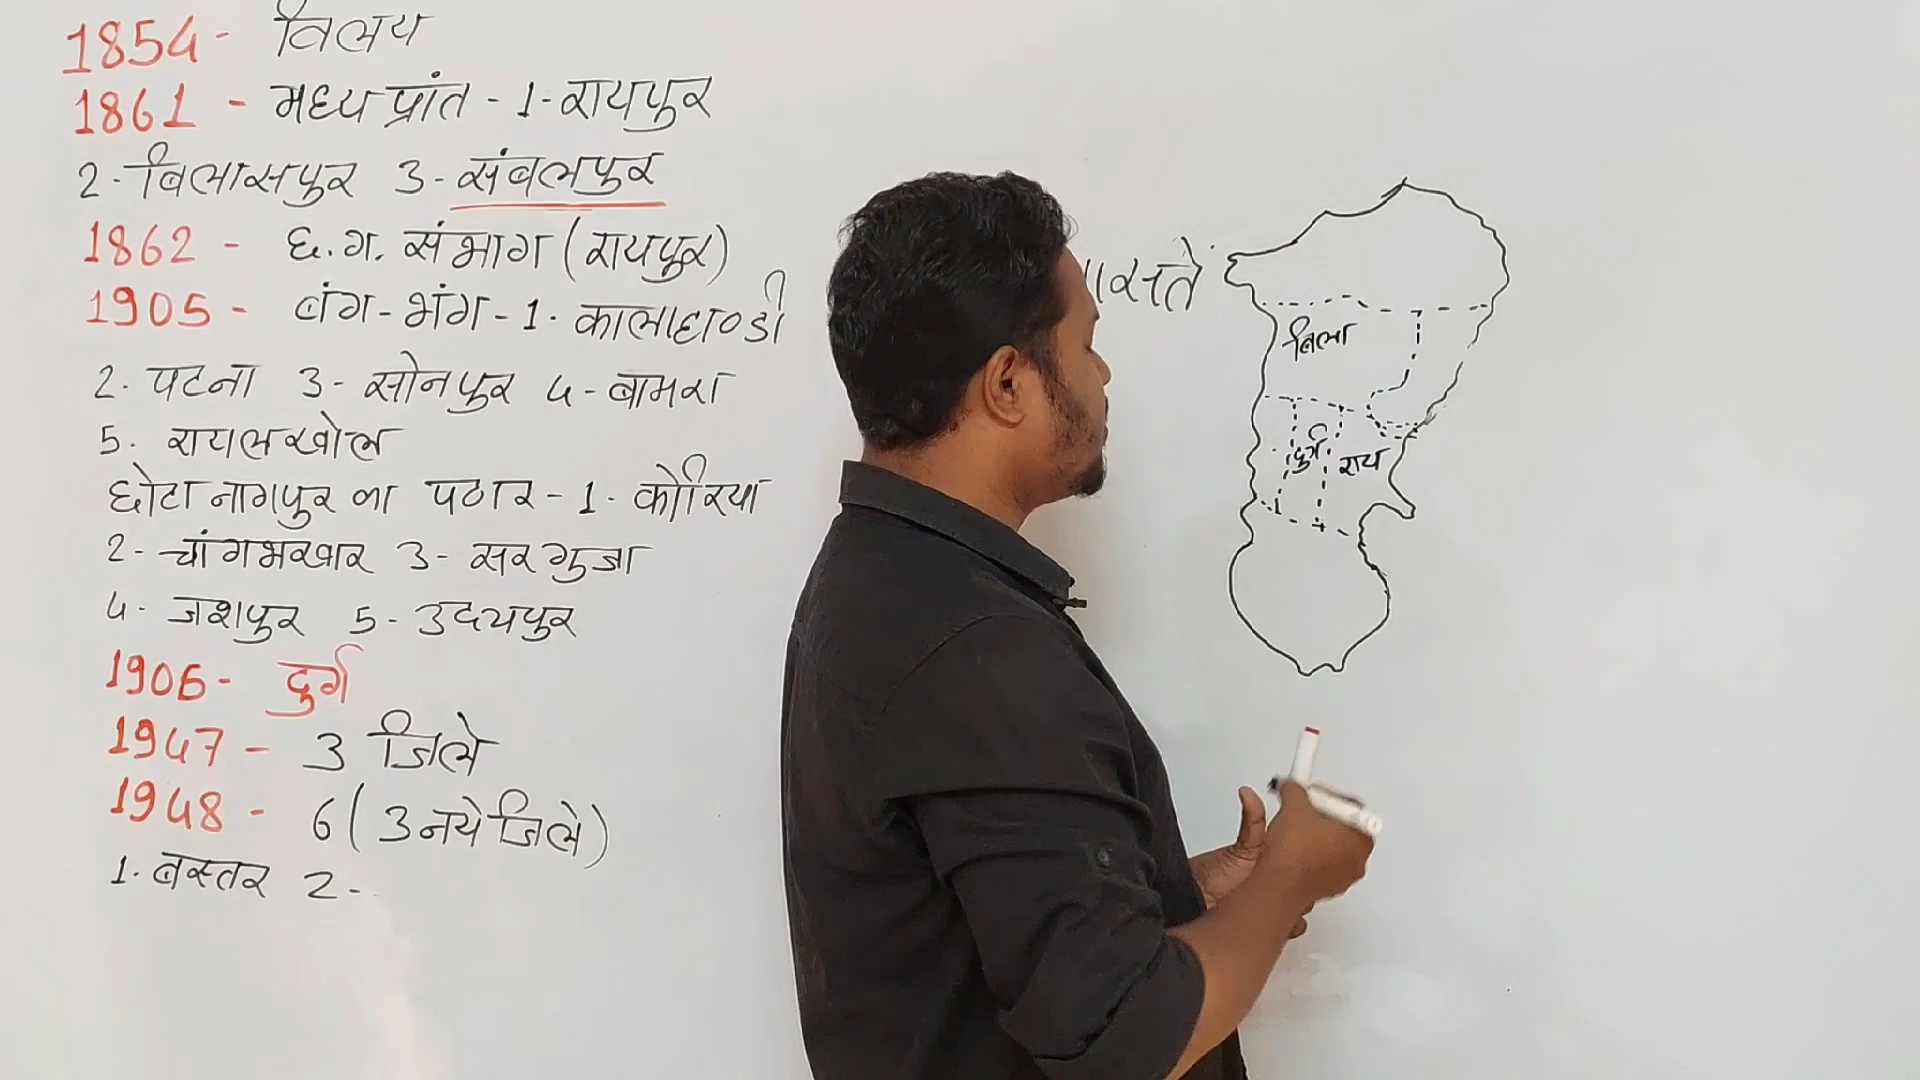 1854- विलय
1861 - मध्य प्रांत - 1- रायपुर
2- बिलासपुर 3- संबलपुर
1862 - छ.ग. संभाग (रायपुर)
1905 - बंग-भंग-1. कालाहाण्डी
2. पटना 3- सोनपुर 4- बामरा
5. रायलखोल
छोटा नागपुर का पठार - 1. कोरिया
2- चांगभखार 3- सरगुजा
4- जशपुर 5- उदयपुर
1906- दुर्ग
1947 - 3 जिले
1948 - 6 (3 नये जिले)
1. बस्तर 2-
बिला
दुर्ग
राय